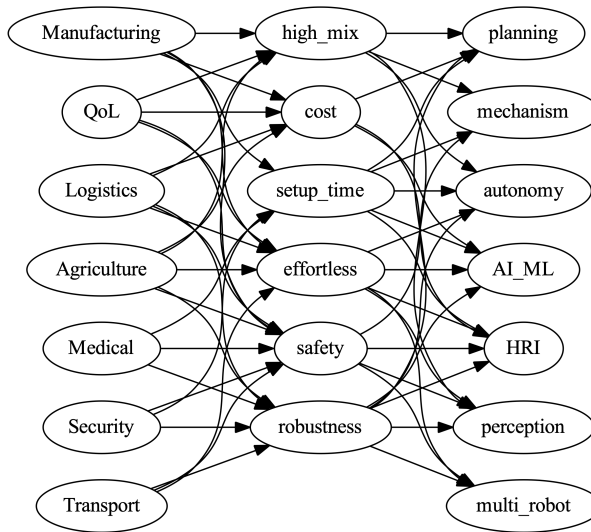 Manufacturing high_mix planning
QoL cost mechanism
Logistics setup_time autonomy
Agriculture effortless AI_ML
Medical safety HRI
Security robustness perception
Transport multi_robot